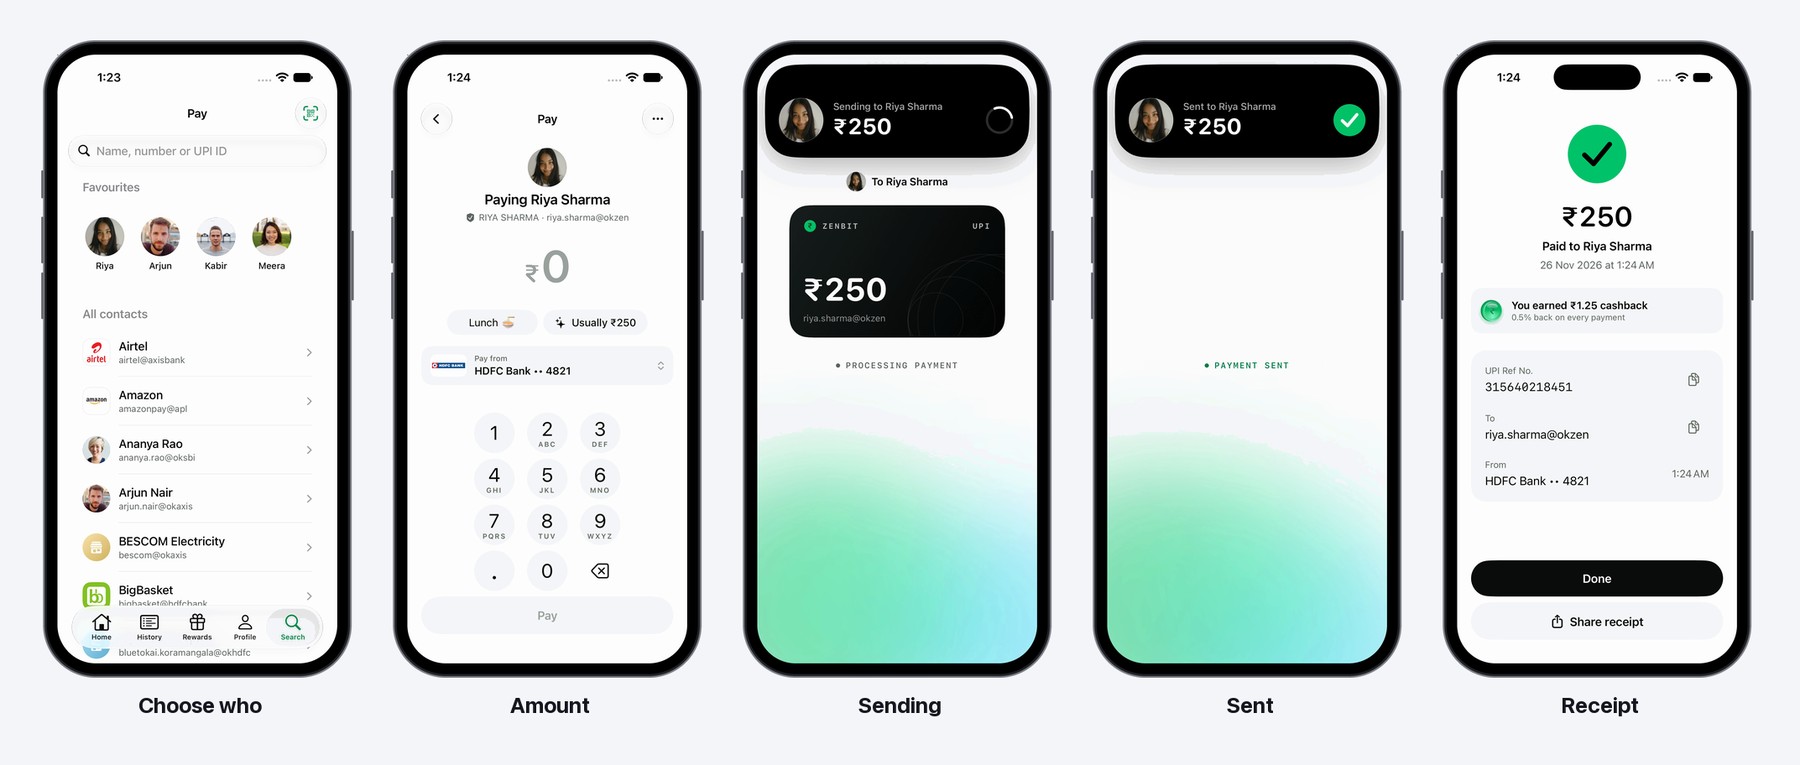 1:23
Pay
Name, number or UPI ID
Favourites
Riya Arjun Kabir Meera
All contacts
airtel
Airtel
airtel@axisbank
amazon
Amazon
amazonpay@apl
Ananya Rao
ananya.rao@oksbi
Arjun Nair
arjun.nair@okaxis
BESCOM Electricity
bescom@okaxis
bb
BigBasket
bigbasket@hdfcbank
Home History Rewards Profile Search
bluetokai.koramangala@okhdfc
Choose who
1:24
Pay
Paying Riya Sharma
RIYA SHARMA · riya.sharma@okzen
₹0
Lunch 🍜 Usually ₹250
HDFC BANK
Pay from
HDFC Bank •• 4821
1 2 ABC 3 DEF
4 GHI 5 JKL 6 MNO
7 PQRS 8 TUV 9 WXYZ
. 0
Pay
Amount
Sending to Riya Sharma
₹250
To Riya Sharma
₹ ZENBIT UPI
₹250
riya.sharma@okzen
PROCESSING PAYMENT
Sending
Sent to Riya Sharma
₹250
PAYMENT SENT
Sent
1:24
₹250
Paid to Riya Sharma
26 Nov 2026 at 1:24 AM
You earned ₹1.25 cashback
0.5% back on every payment
UPI Ref No.
315640218451
To
riya.sharma@okzen
From
HDFC Bank •• 4821
1:24 AM
Done
Share receipt
Receipt